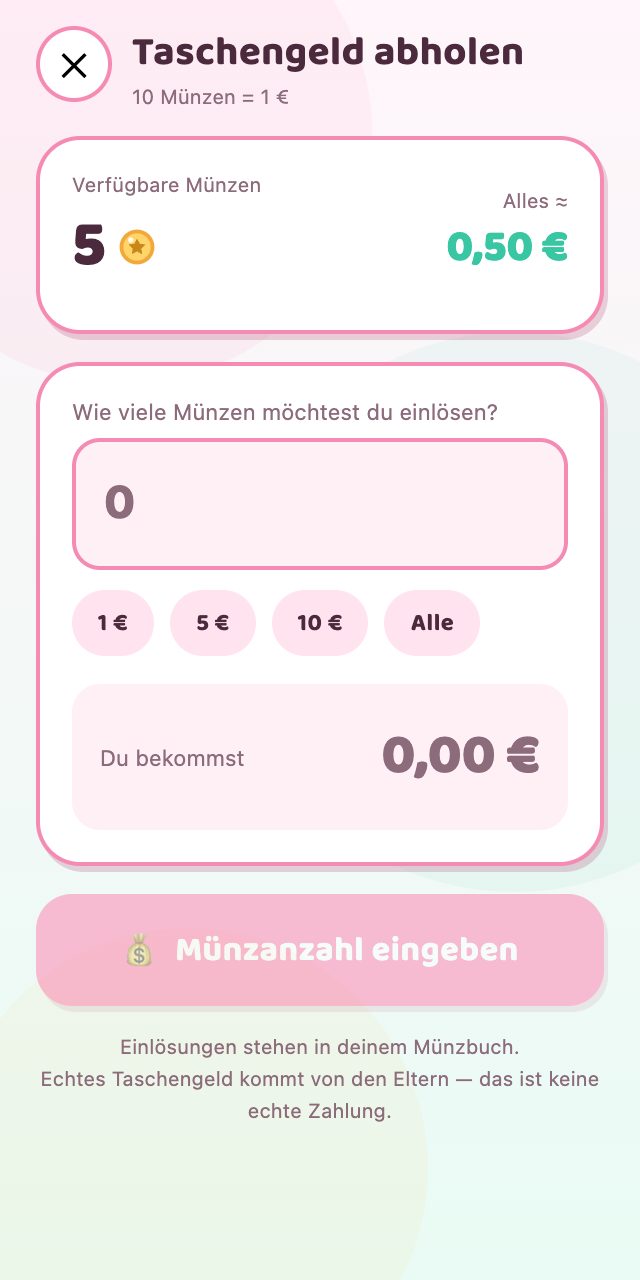 Taschengeld abholen
10 Münzen = 1 €
Verfügbare Münzen
5
Alles ≈
0,50 €
Wie viele Münzen möchtest du einlösen?
0
1 €
5 €
10 €
Alle
Du bekommst
0,00 €
Münzanzahl eingeben
Einlösungen stehen in deinem Münzbuch.
Echtes Taschengeld kommt von den Eltern — das ist keine
echte Zahlung.